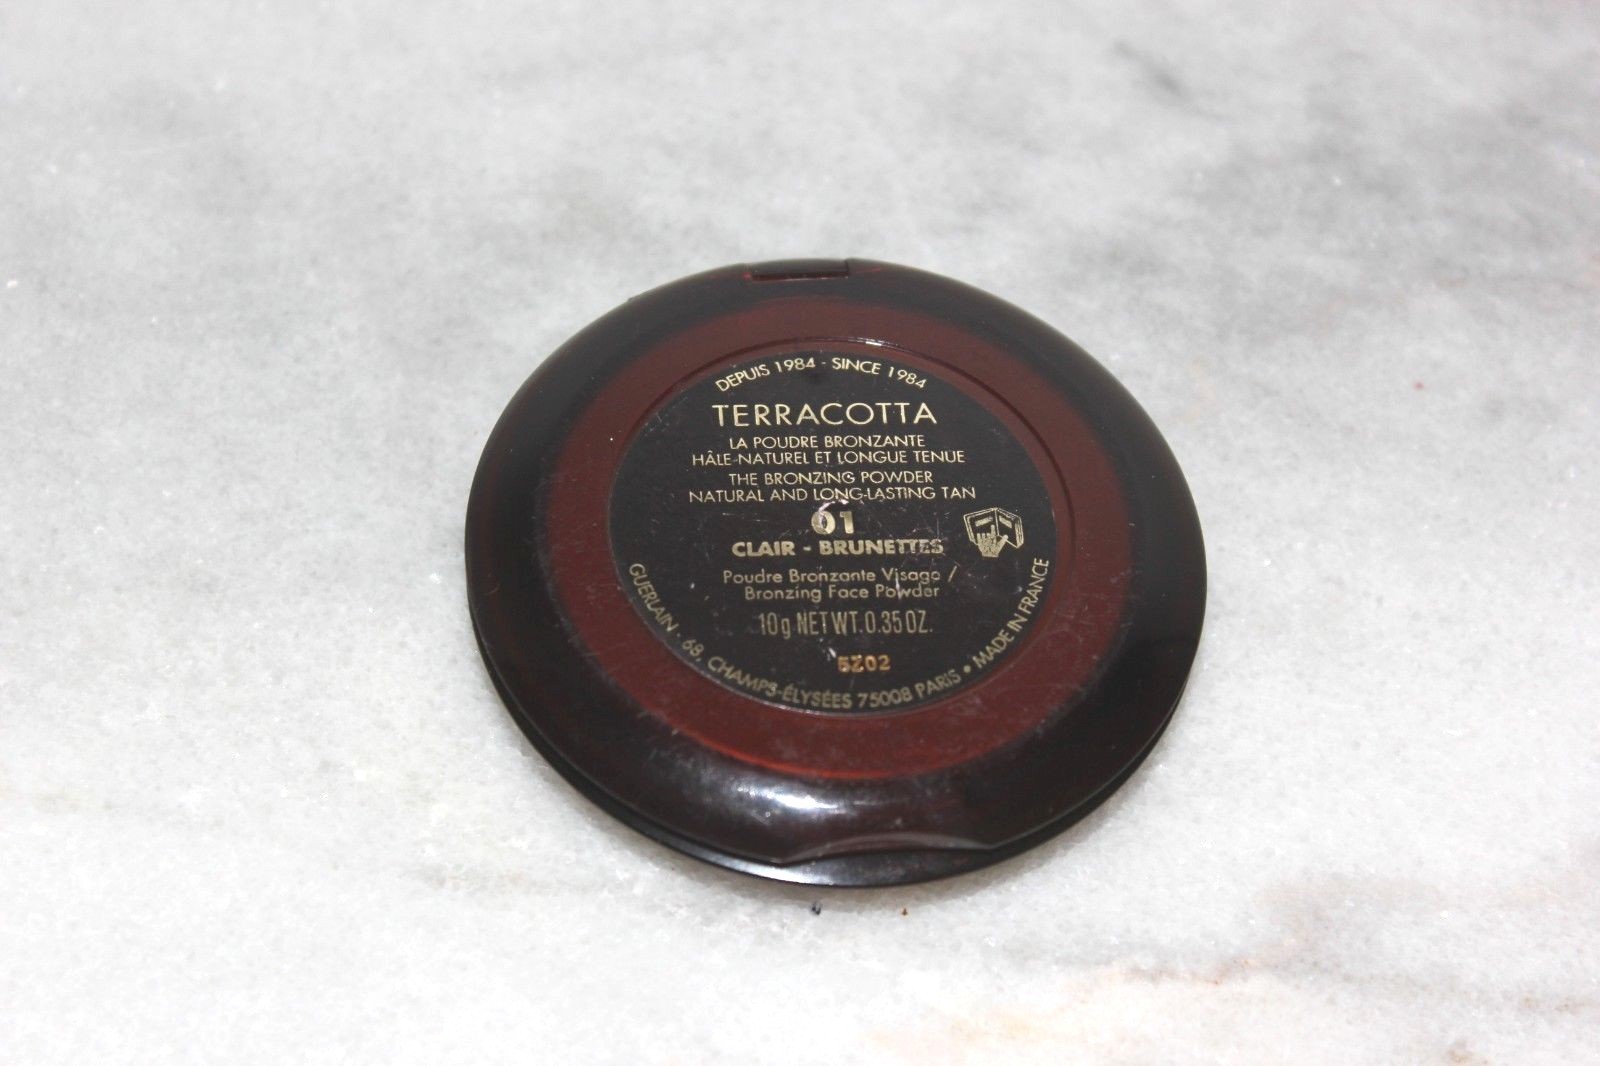 DEPUIS 1984 - SINCE 1984
TERRACOTTA
LA POUDRE BRONZANTE
HÂLE NATUREL ET LONGUE TENUE
THE BRONZING POWDER
NATURAL AND LONG-LASTING TAN
01
CLAIR - BRUNETTES
Poudre Bronzante Visage /
Bronzing Face Powder
10g NET WT. 0.35 OZ.
5Z02
GUERLAIN · 68, CHAMPS-ÉLYSÉES 75008 PARIS • MADE IN FRANCE